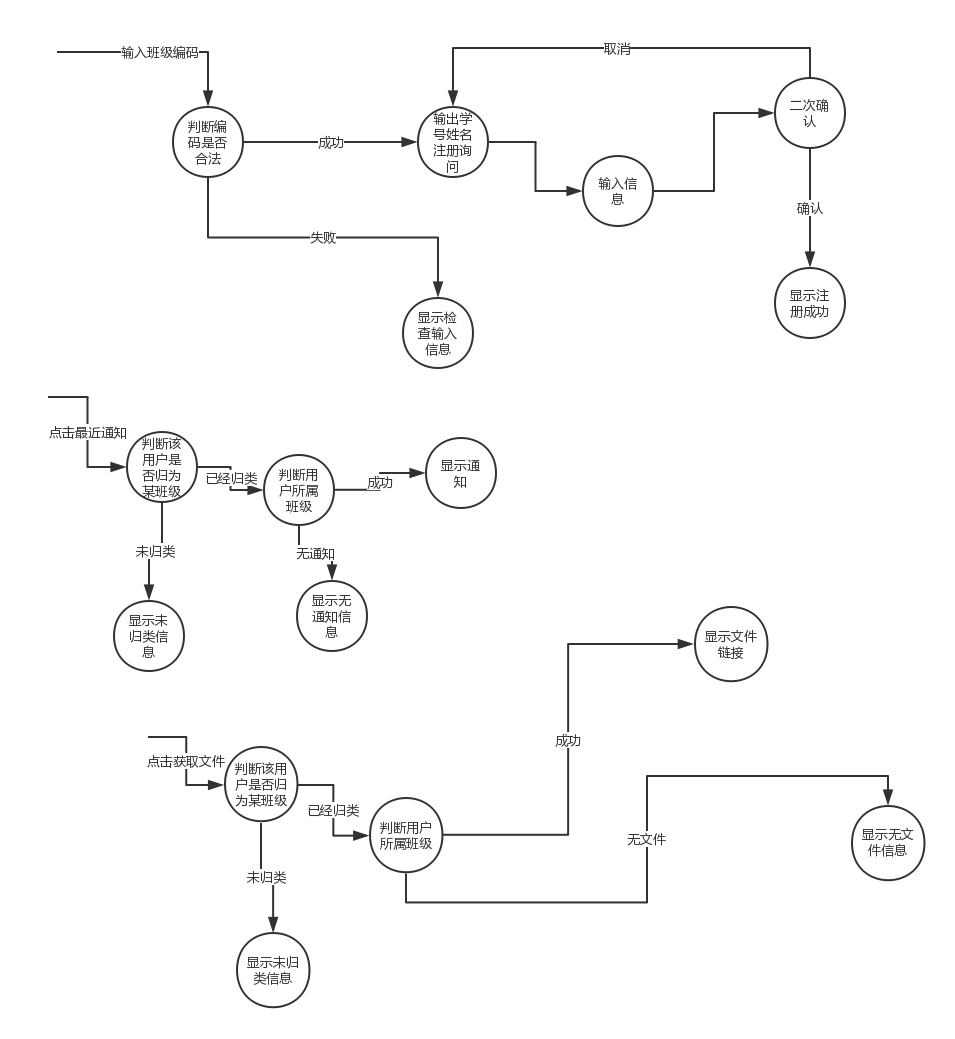 取消
输入班级编码
二次确
认
判断编
码是否
合法
成功
输出学
号姓名
注册询
问
输入信
息
确认
失败
显示注
册成功
显示检
查输入
信息
点击最近通知
判断该
用户是
否归为
某班级
已经归类
判断用
户所属
班级
成功
显示通
知
未归类
无通知
显示未
归类信
息
显示无
通知信
息
显示文件
链接
成功
点击获取文件
判断该用
户是否归
为某班级
已经归类
判断用户
所属班级
无文件
显示无文
件信息
未归类
显示未归
类信息